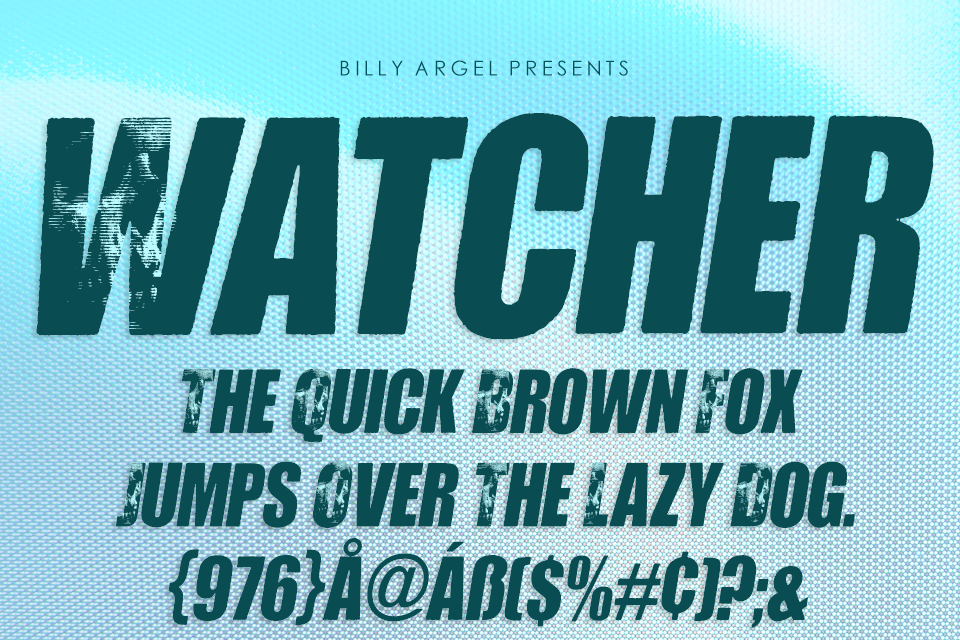 BILLY ARGEL PRESENTS
WATCHER
THE QUICK BROWN FOX
JUMPS OVER THE LAZY DOG.
{976}Å@Áß($%#¢)?;&